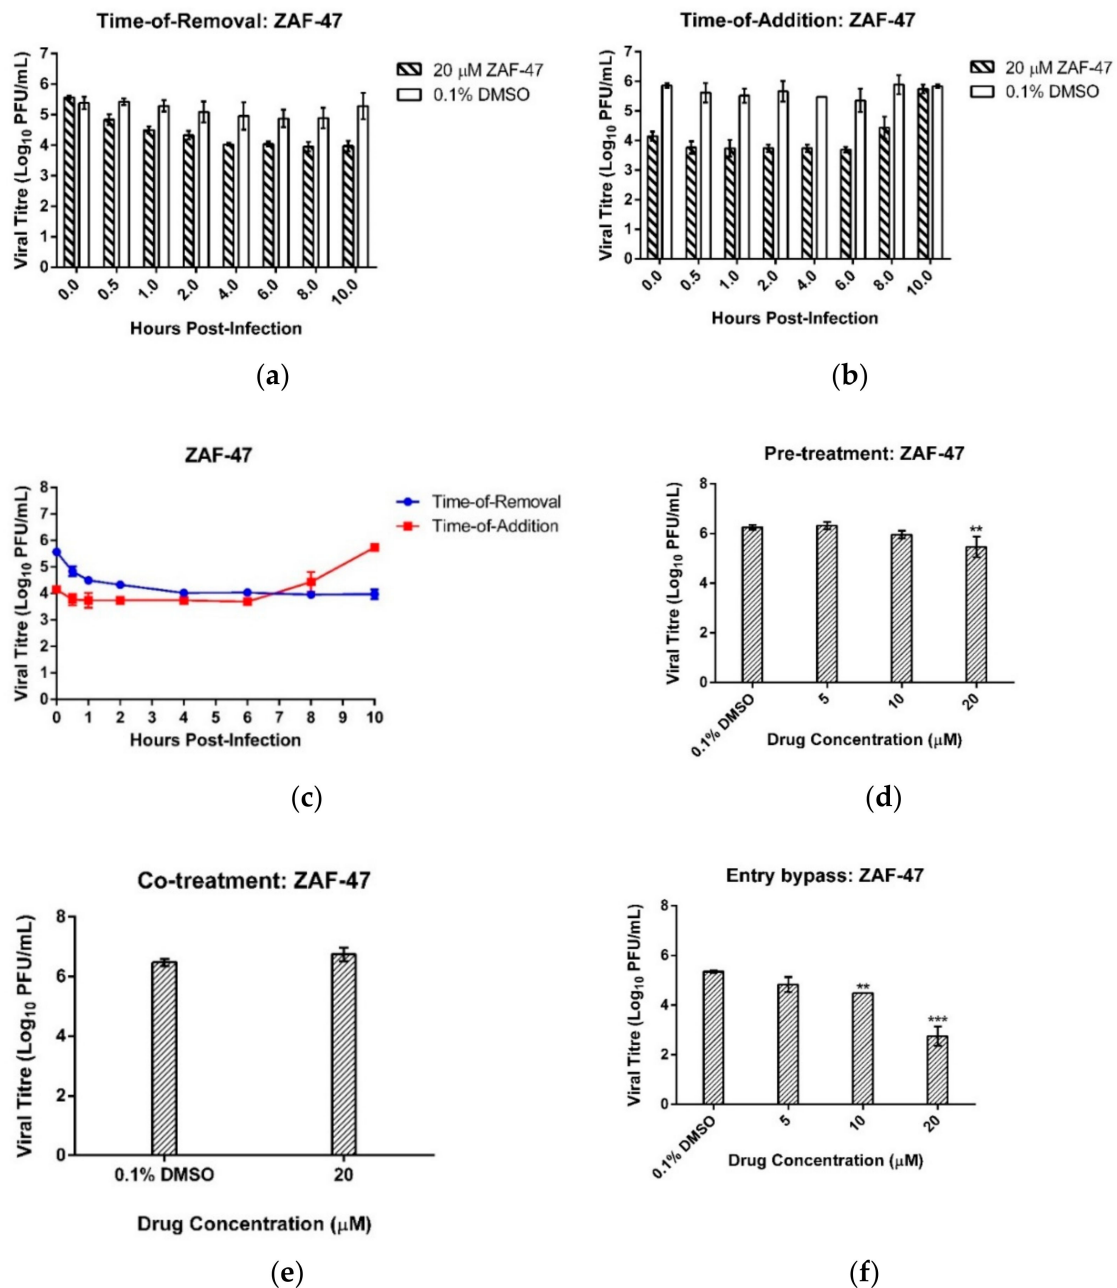 Time-of-Removal: ZAF-47
Viral Titre (Log10 PFU/mL)
7
6
5
4
3
2
1
0
0.0 0.5 1.0 2.0 4.0 6.0 8.0 10.0
Hours Post-Infection
20 μM ZAF-47
0.1% DMSO
(a)
Time-of-Addition: ZAF-47
Viral Titre (Log10 PFU/mL)
7
6
5
4
3
2
1
0
0.0 0.5 1.0 2.0 4.0 6.0 8.0 10.0
Hours Post-Infection
20 μM ZAF-47
0.1% DMSO
(b)
ZAF-47
Viral Titre (Log10 PFU/mL)
8
7
6
5
4
3
2
1
0
0 1 2 3 4 5 6 7 8 9 10
Hours Post-Infection
Time-of-Removal
Time-of-Addition
(c)
Pre-treatment: ZAF-47
Viral Titre (Log10 PFU/mL)
8
6
4
2
0
**
0.1% DMSO 5 10 20
Drug Concentration (μM)
(d)
Co-treatment: ZAF-47
Viral Titre (Log10 PFU/mL)
8
6
4
2
0
0.1% DMSO 20
Drug Concentration (μM)
(e)
Entry bypass: ZAF-47
Viral Titre (Log10 PFU/mL)
8
6
4
2
0
** ***
0.1% DMSO 5 10 20
Drug Concentration (μM)
(f)